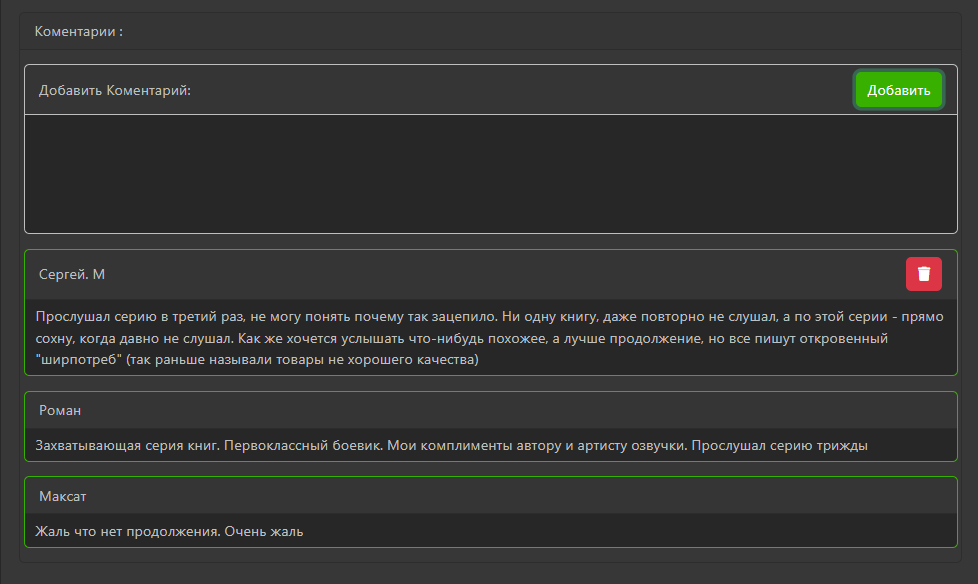 Коментарии :
Добавить Коментарий:
Добавить
Сергей. М
Прослушал серию в третий раз, не могу понять почему так зацепило. Ни одну книгу, даже повторно не слушал, а по этой серии - прямо
сохну, когда давно не слушал. Как же хочется услышать что-нибудь похожее, а лучше продолжение, но все пишут откровенный
"ширпотреб" (так раньше называли товары не хорошего качества)
Роман
Захватывающая серия книг. Первоклассный боевик. Мои комплименты автору и артисту озвучки. Прослушал серию трижды
Максат
Жаль что нет продолжения. Очень жаль